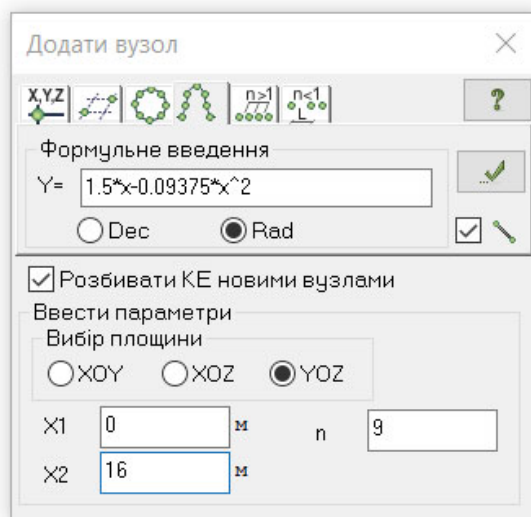 Додати вузол
X,Y,Z n>1 n<1 L ?
Формульне введення
Y= 1.5*x-0.09375*x^2
Dec Rad
Розбивати КЕ новими вузлами
Ввести параметри
Вибір площини
XOY XOZ YOZ
X1 0 м n 9
X2 16 м